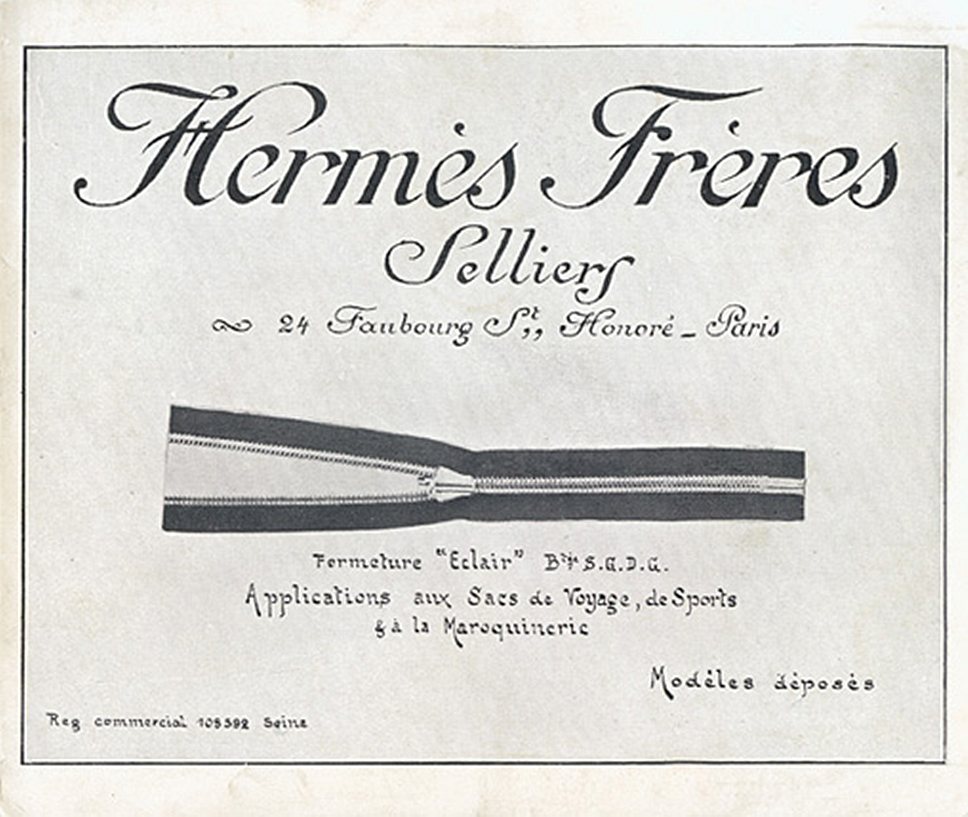 Hermès Frères
Selliers
24 Faubourg St,, Honoré - Paris
Fermeture "Eclair" Bté S.G.D.G.
Applications aux Sacs de Voyage, de Sports
& à la Maroquinerie
Modèles déposés
Reg commercial 108592 Seine